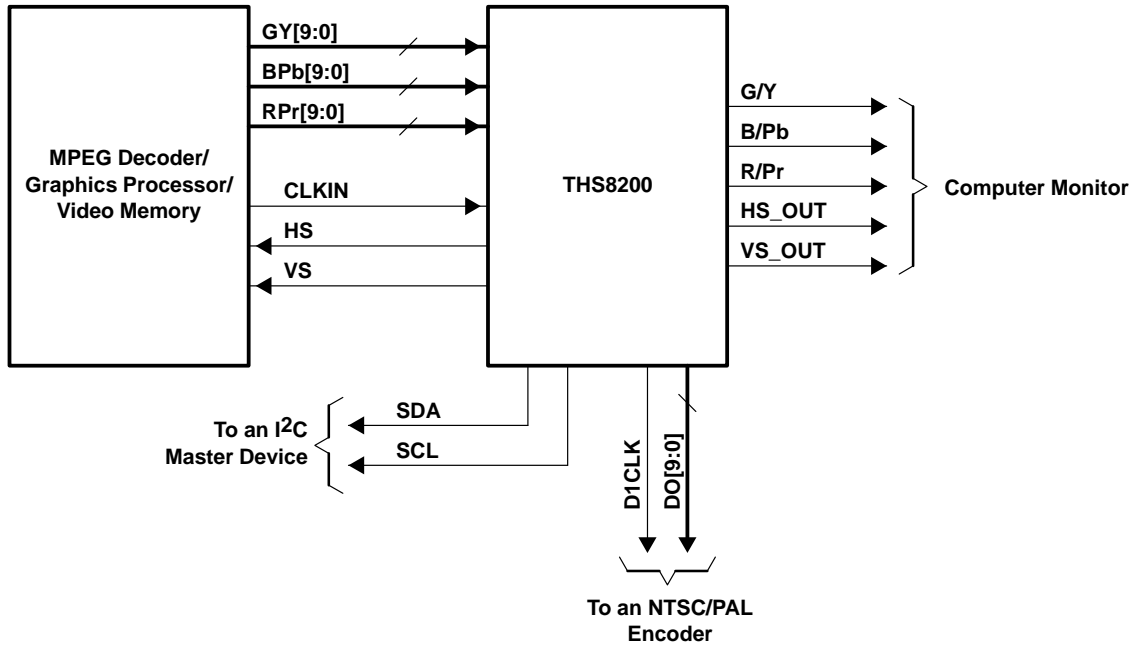 GY[9:0]
BPb[9:0]
RPr[9:0]
MPEG Decoder/
Graphics Processor/
Video Memory
CLKIN
HS
VS
THS8200
G/Y
B/Pb
R/Pr
HS_OUT
VS_OUT
Computer Monitor
To an I2C
Master Device
SDA
SCL
D1CLK
DO[9:0]
To an NTSC/PAL
Encoder